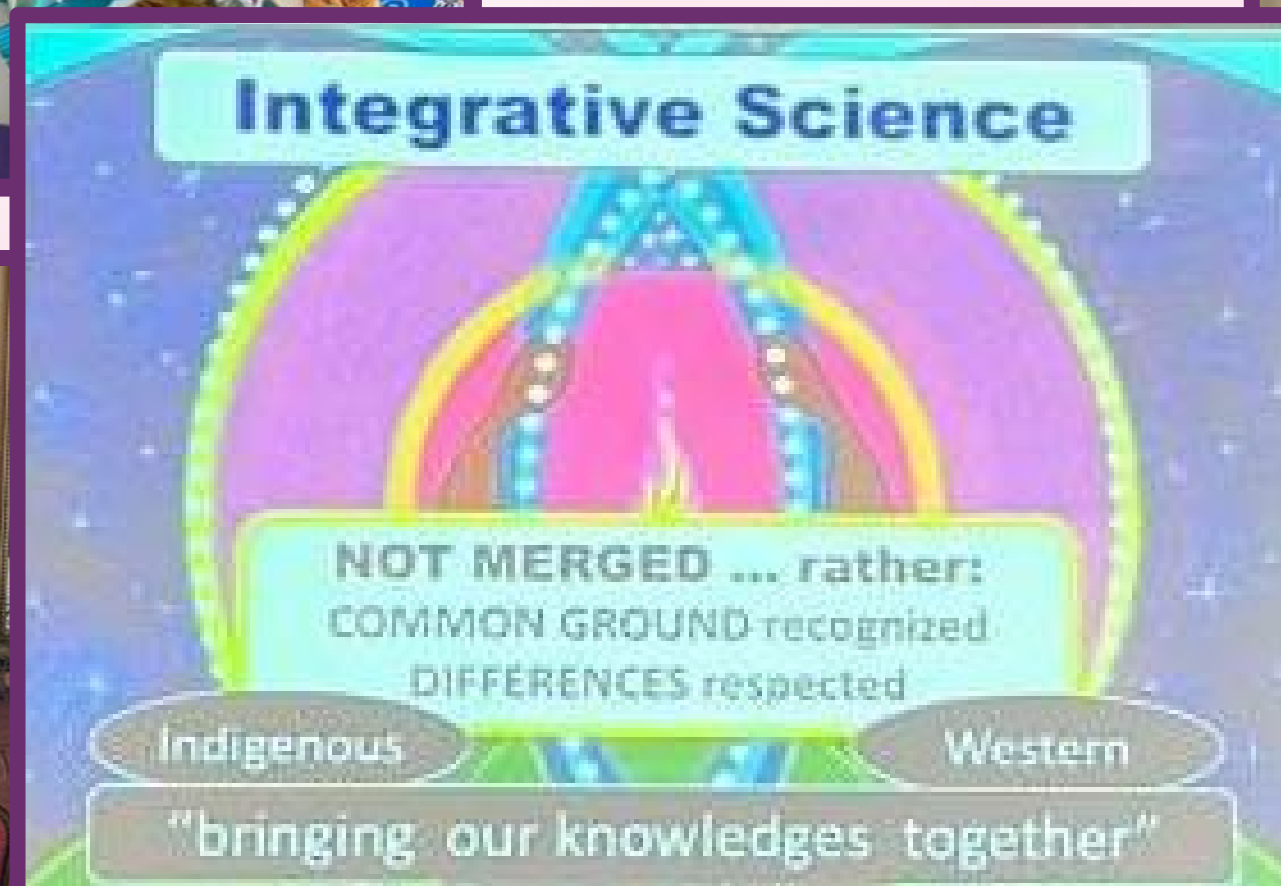 Integrative Science
NOT MERGED ... rather:
COMMON GROUND recognized
DIFFERENCES respected
Indigenous
Western
"bringing our knowledges together"